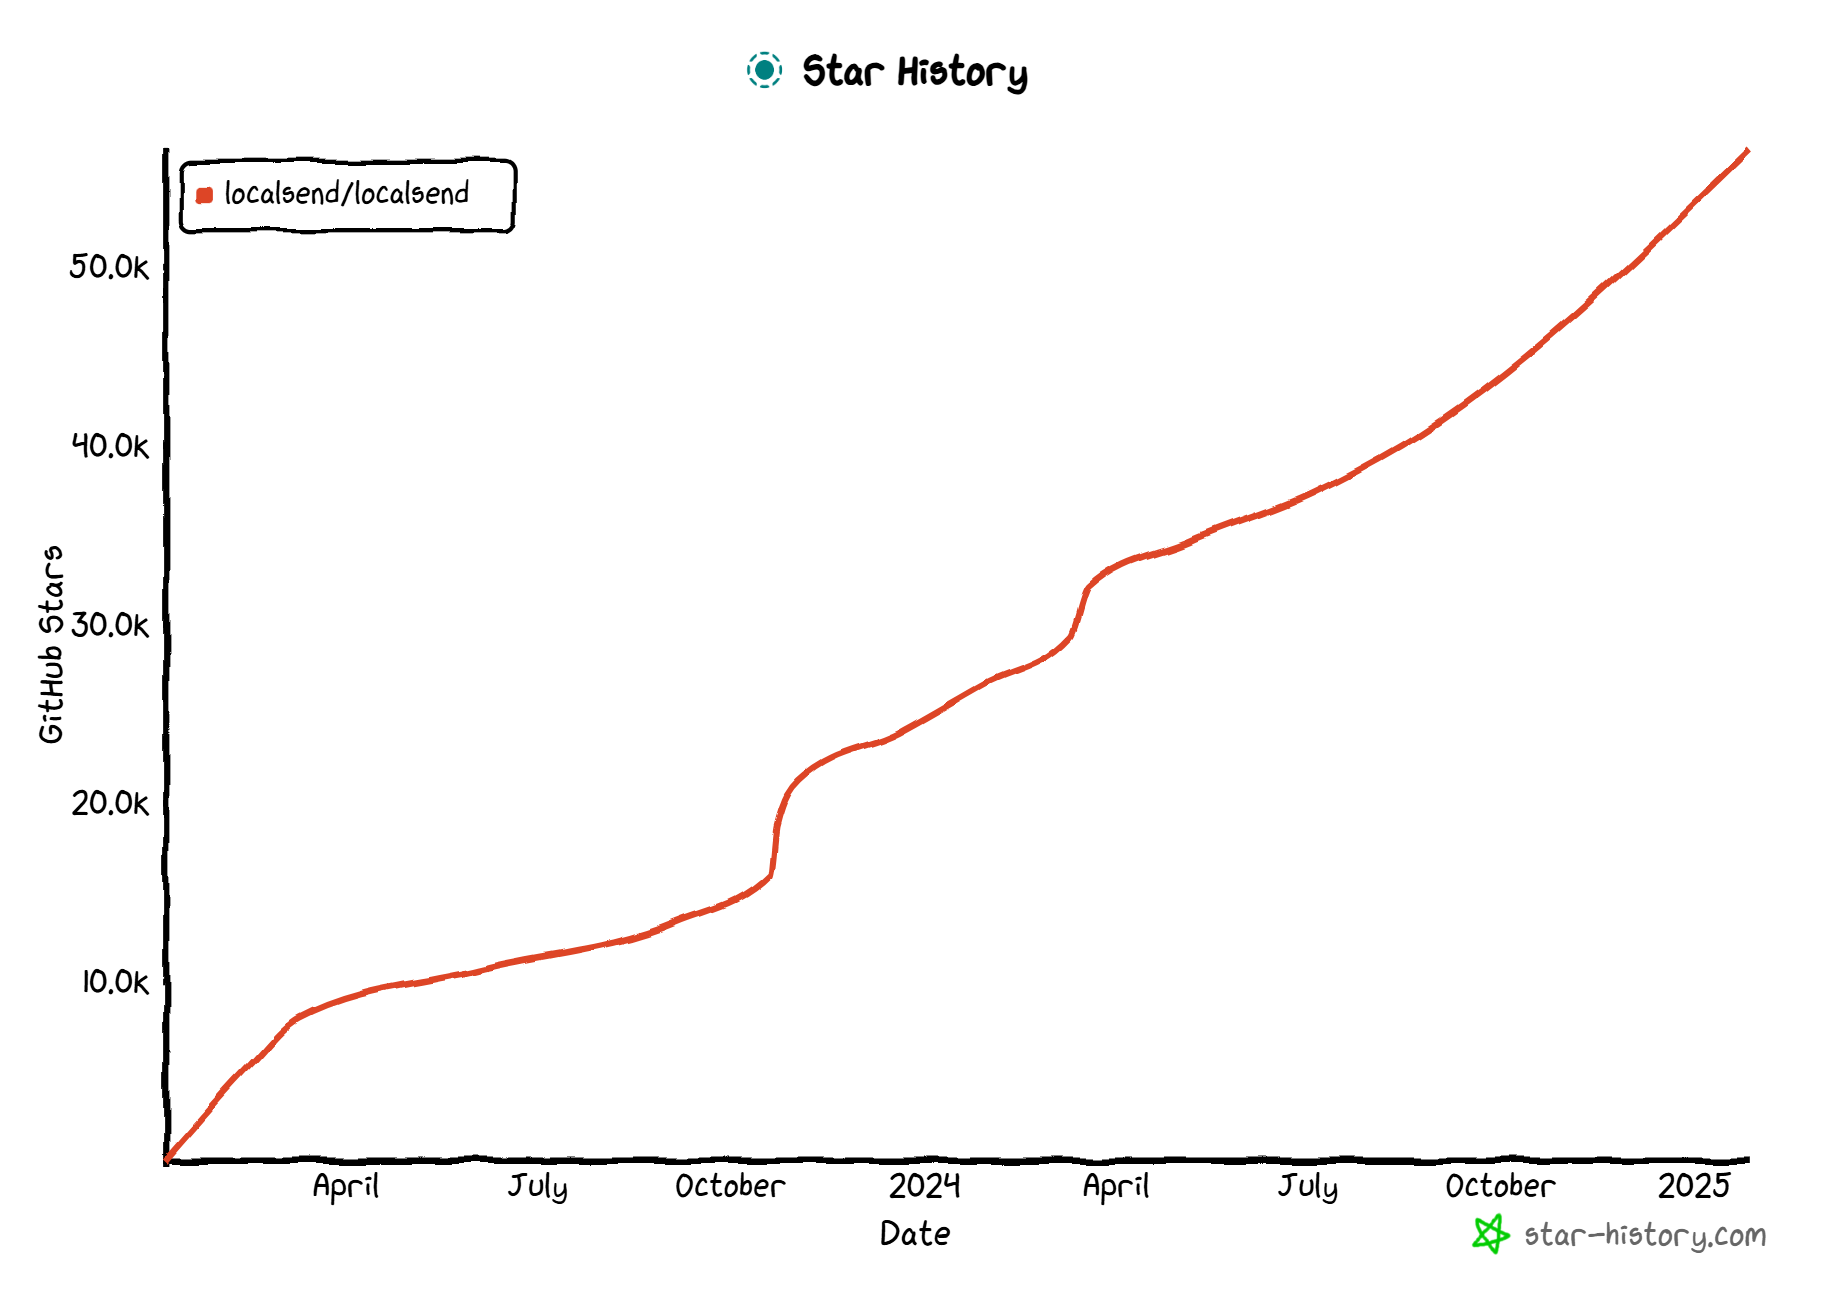 Star History
localsend/localsend
50.0k
40.0k
30.0k
20.0k
10.0k
GitHub Stars
April July October 2024 April July October 2025
Date
star-history.com